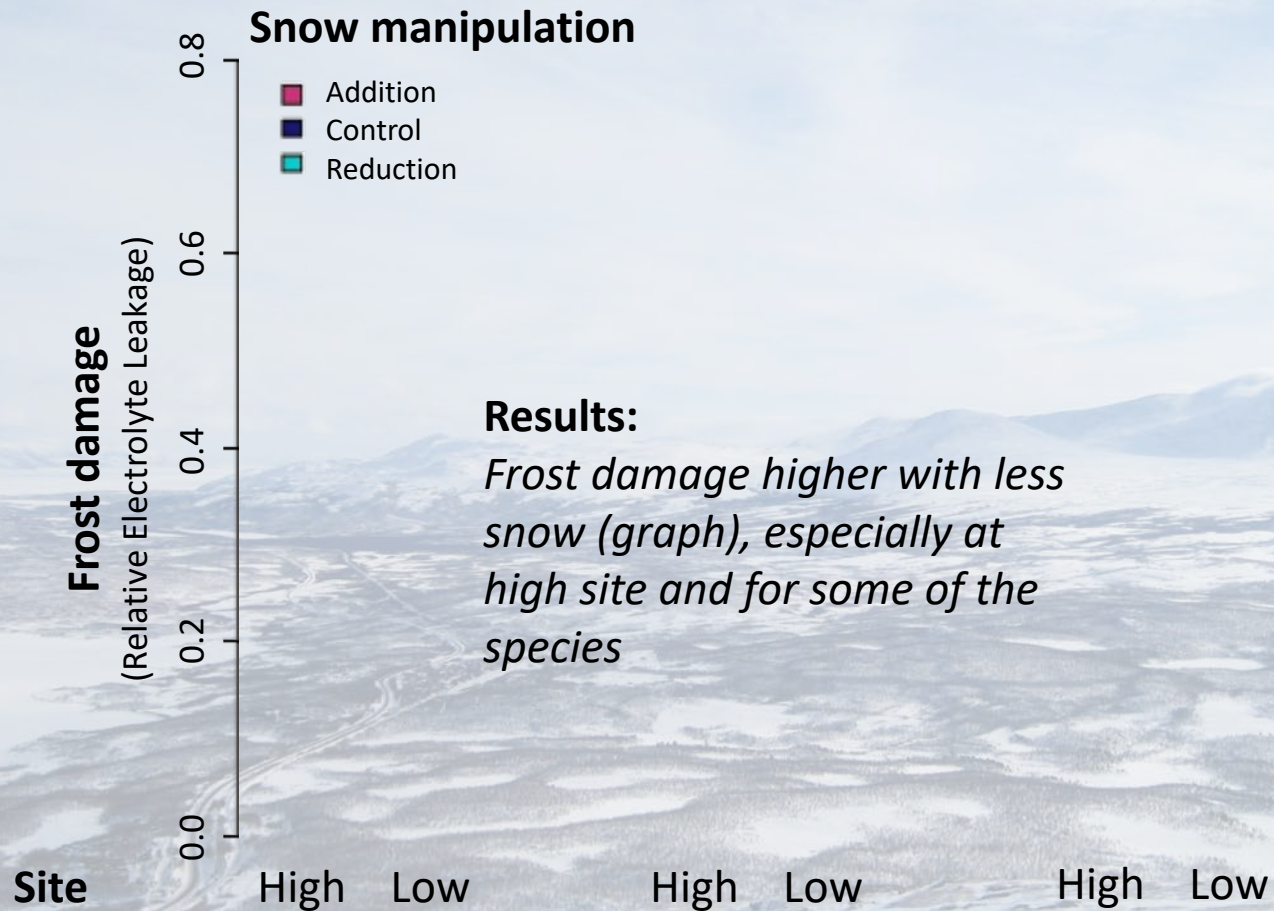 Snow manipulation
Addition
Control
Reduction
0.8
0.6
0.4
0.2
0.0
Frost damage
(Relative Electrolyte Leakage)
Results:
Frost damage higher with less
snow (graph), especially at
high site and for some of the
species
Site High Low High Low High Low